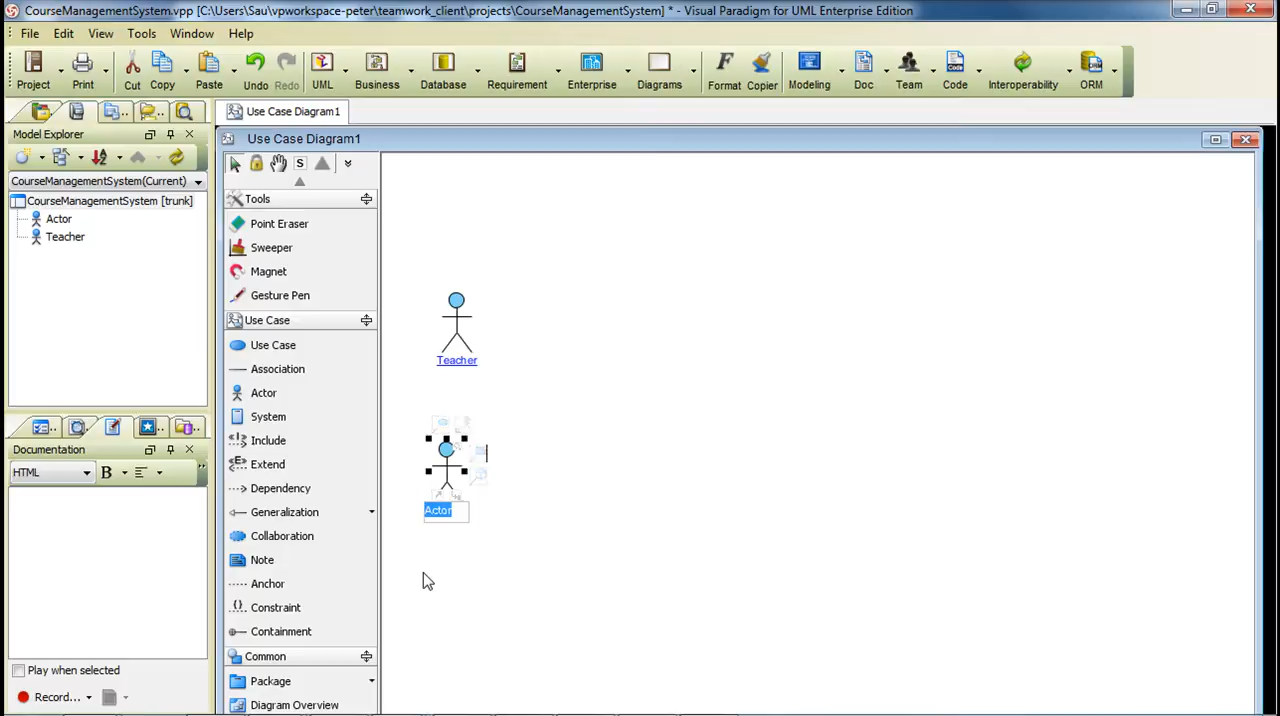 CourseManagementSystem.vpp [C:\Users\Sau\vpworkspace-peter\teamwork_client\projects\CourseManagementSystem] * - Visual Paradigm for UML Enterprise Edition
File Edit View Tools Window Help
Project Print Cut Copy Paste Undo Redo UML Business Database Requirement Enterprise Diagrams Format Copier Modeling Doc Team Code Interoperability ORM
Use Case Diagram1
Model Explorer
Use Case Diagram1
CourseManagementSystem(Current)
CourseManagementSystem [trunk]
Actor
Teacher
Documentation
HTML
B
Play when selected
Record...
S
Tools
Point Eraser
Sweeper
Magnet
Gesture Pen
Use Case
Use Case
Association
Actor
System
Include
Extend
Dependency
Generalization
Collaboration
Note
Anchor
Constraint
Containment
Common
Package
Diagram Overview
Teacher
Actor